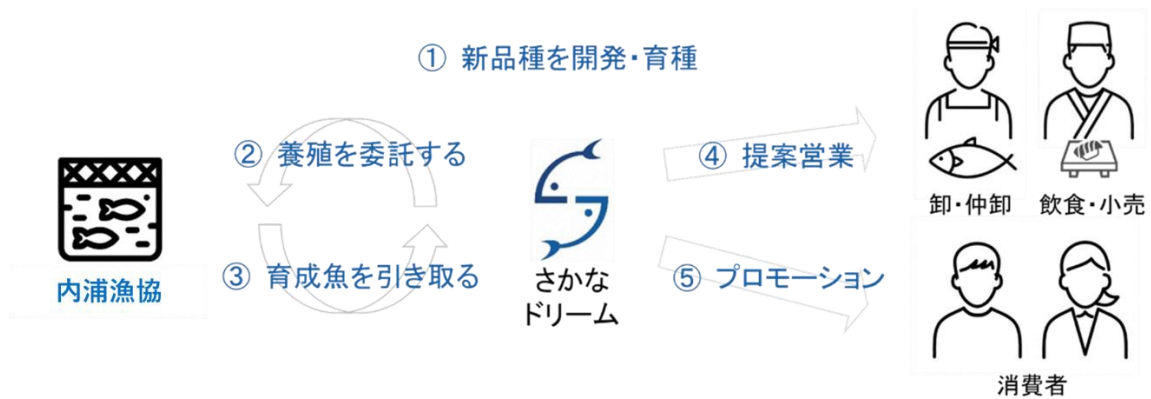 ① 新品種を開発・育種
② 養殖を委託する
③ 育成魚を引き取る
④ 提案営業
⑤ プロモーション
内浦漁協
さかな
ドリーム
卸・仲卸
飲食・小売
消費者